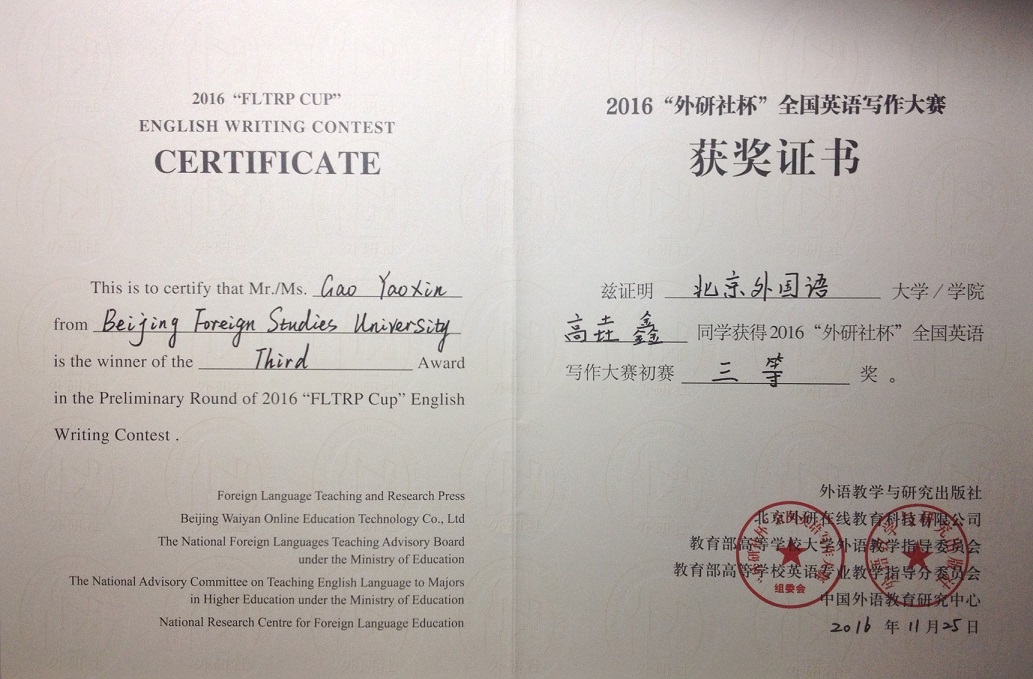 2016 “FLTRP CUP”
ENGLISH WRITING CONTEST
CERTIFICATE
This is to certify that Mr./Ms. Gao Yaoxin
from Beijing Foreign Studies University
is the winner of the Third Award
in the Preliminary Round of 2016 “FLTRP Cup” English
Writing Contest .
Foreign Language Teaching and Research Press
Beijing Waiyan Online Education Technology Co., Ltd
The National Foreign Languages Teaching Advisory Board
under the Ministry of Education
The National Advisory Committee on Teaching English Language to Majors
in Higher Education under the Ministry of Education
National Research Centre for Foreign Language Education
2016“外研社杯”全国英语写作大赛
获奖证书
兹证明 北京外国语 大学/学院
高垚鑫 同学获得2016“外研社杯”全国英语
写作大赛初赛 三等 奖。
外语教学与研究出版社
北京外研在线教育科技有限公司
教育部高等学校大学外语教学指导委员会
教育部高等学校英语专业教学指导分委员会
中国外语教育研究中心
2016 年 11 月 25 日
组委会